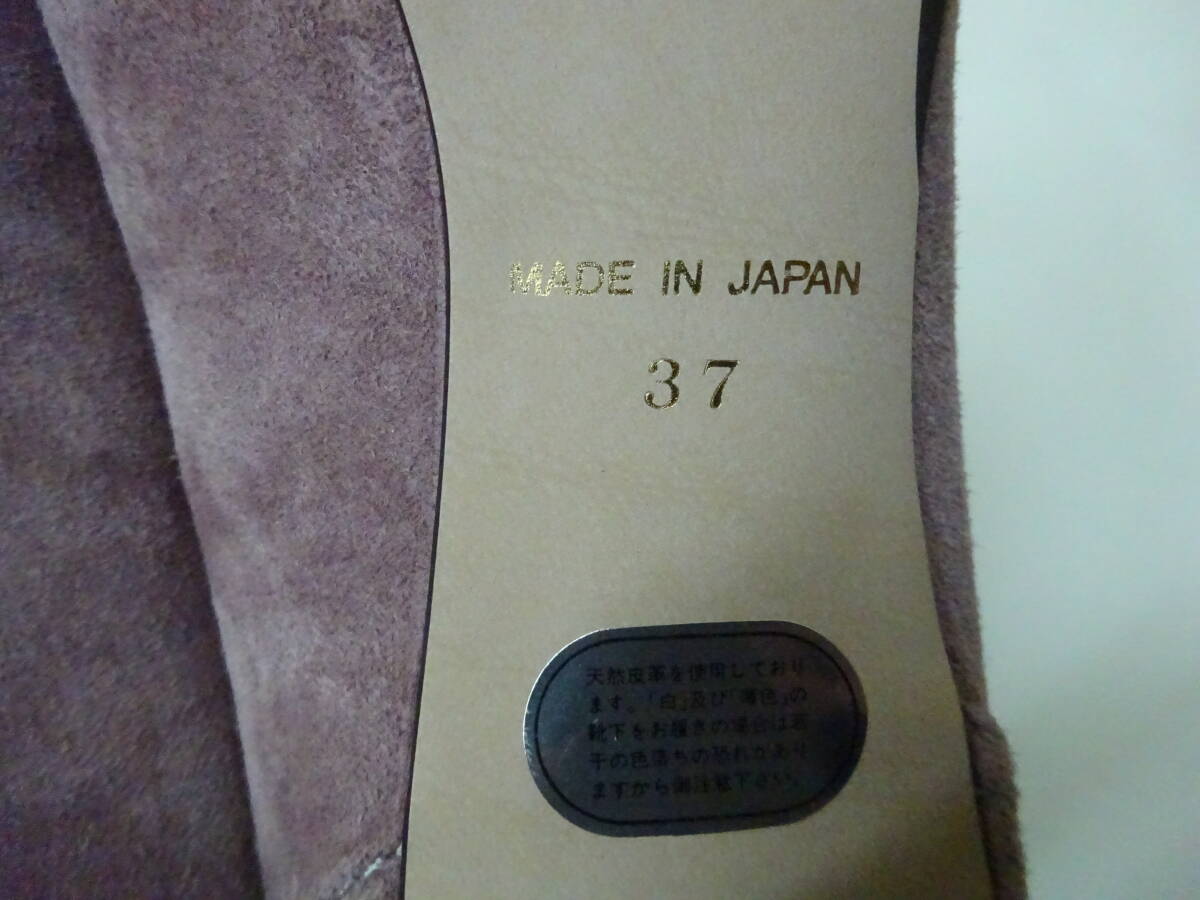 MADE IN JAPAN
37
天然皮革を使用しており
ます。「白」及び「薄色」の
靴下をお履きの場合は若
干の色落ちの恐れがあり
ますから御注意下さい。